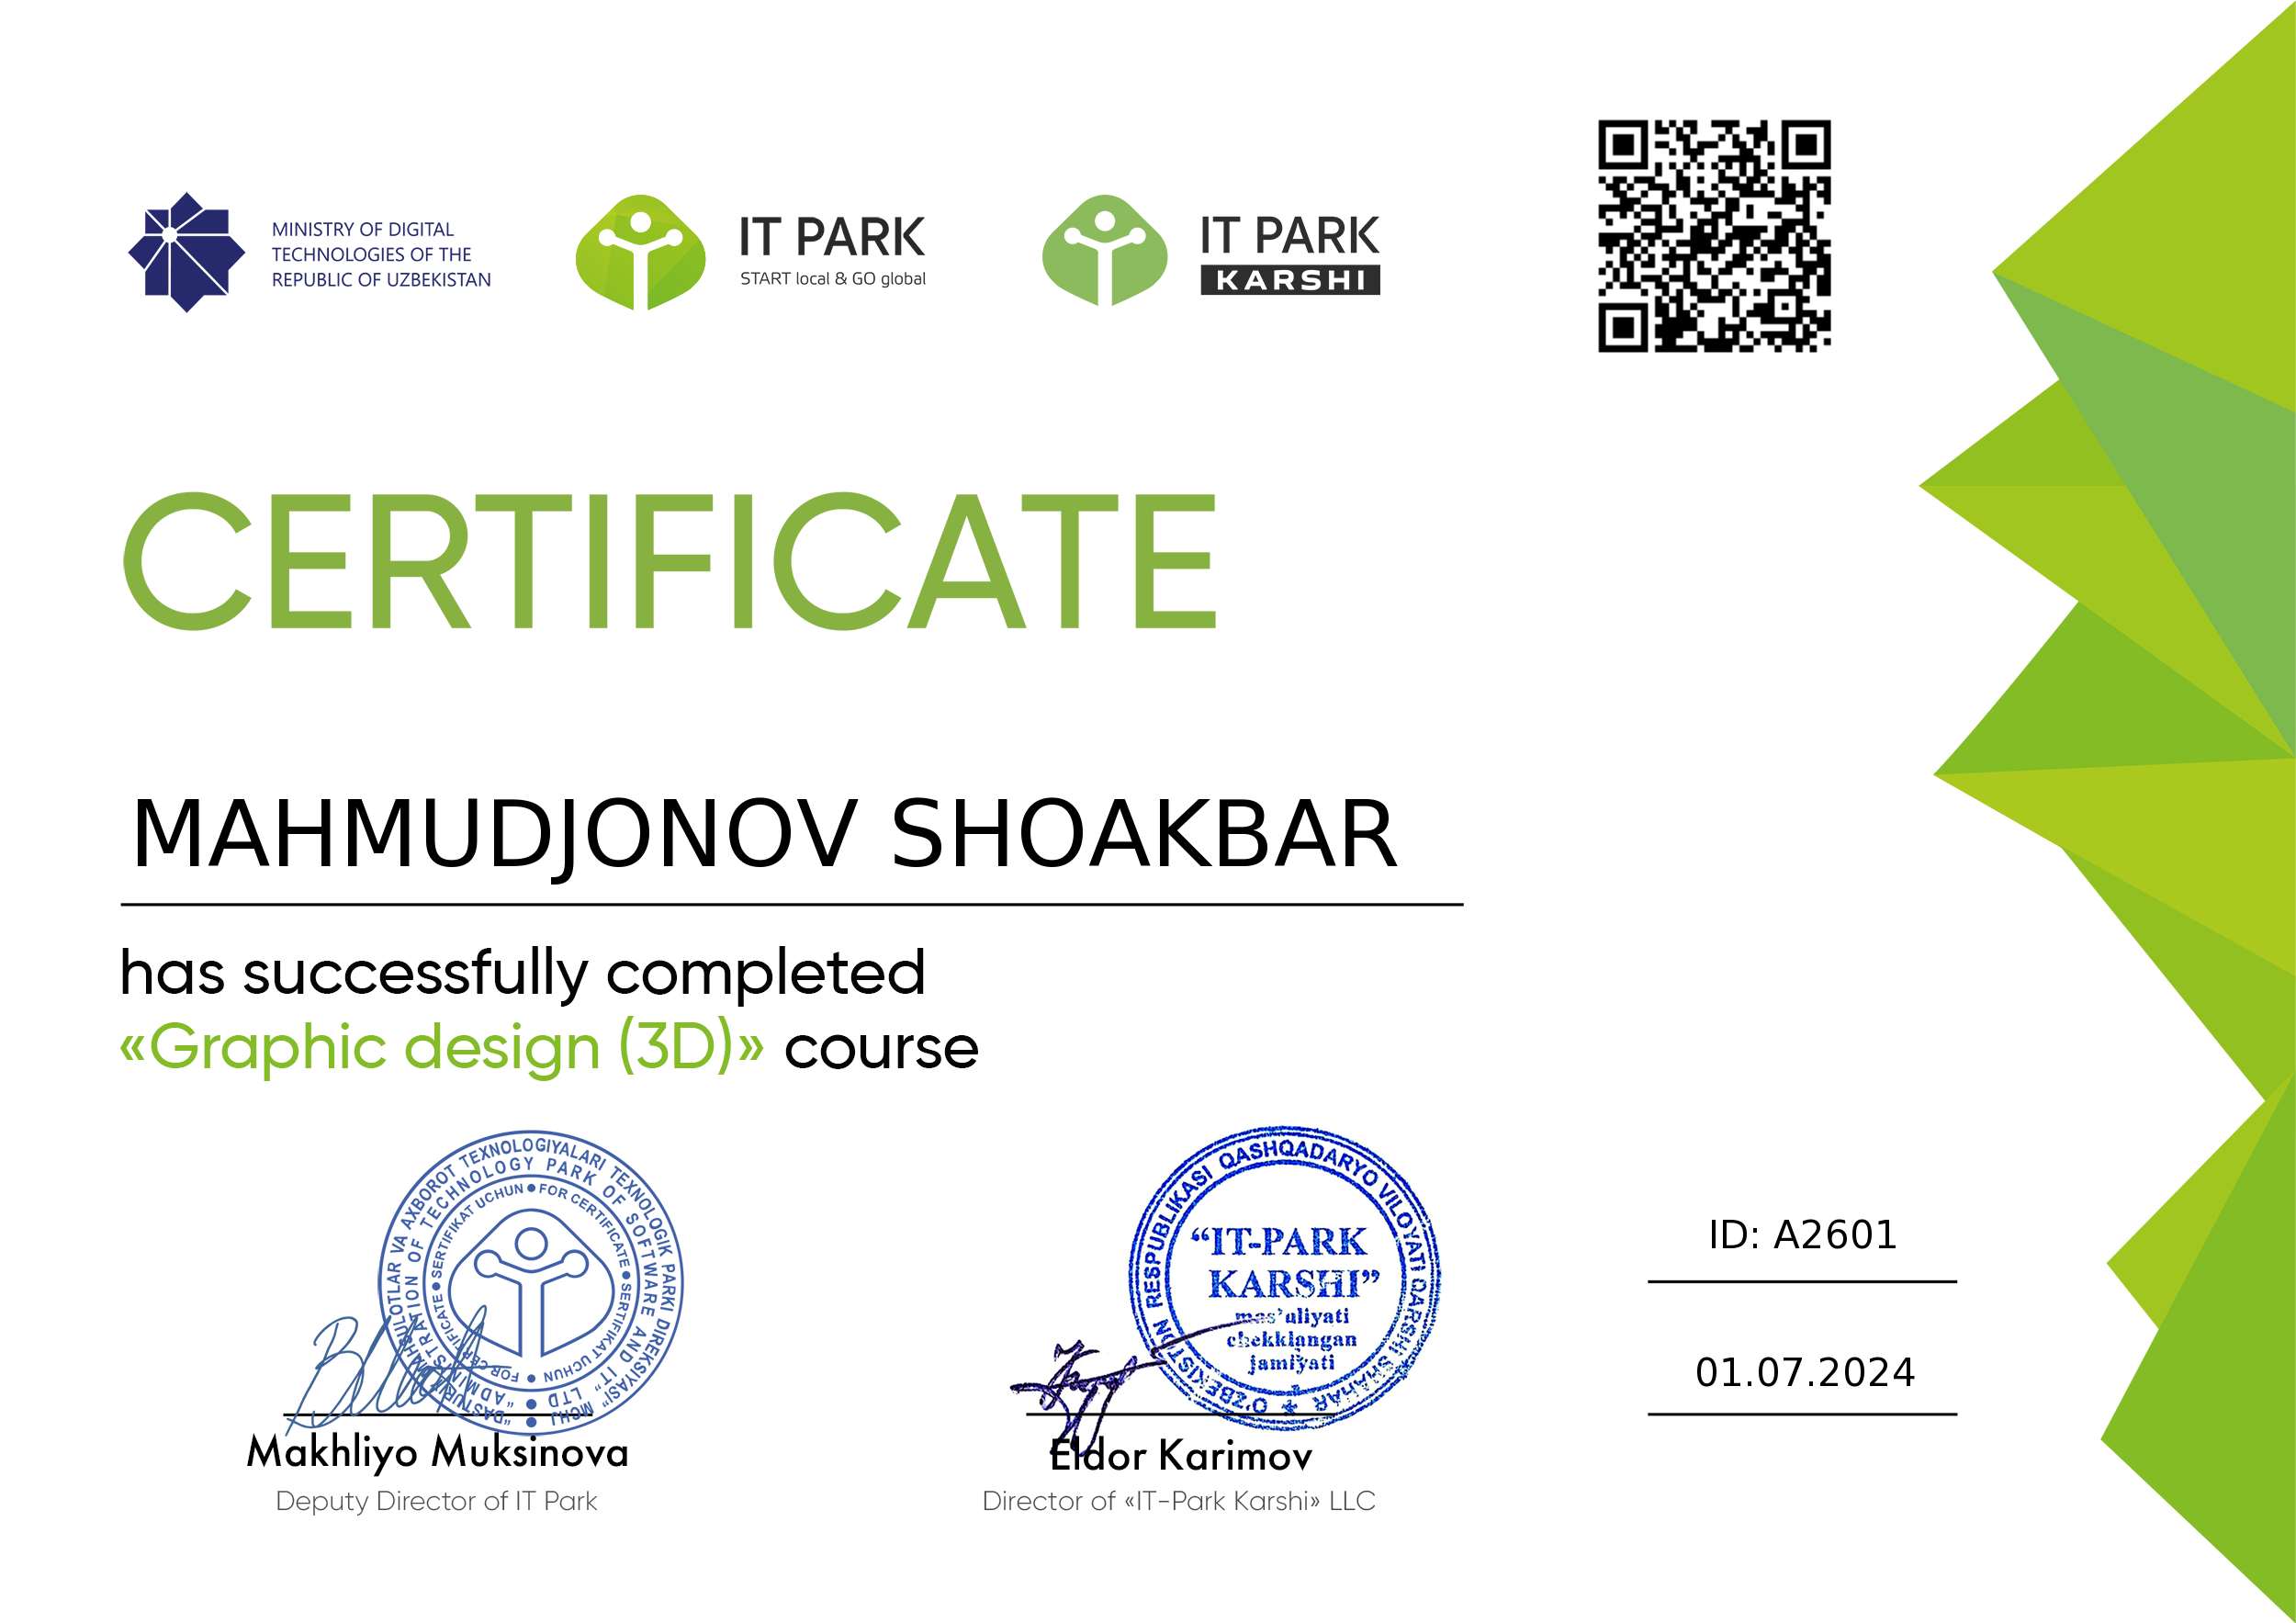 MINISTRY OF DIGITAL
TECHNOLOGIES OF THE
REPUBLIC OF UZBEKISTAN
IT PARK
START local & GO global
IT PARK
KARSHI
CERTIFICATE
MAHMUDJONOV SHOAKBAR
has successfully completed
«Graphic design (3D)» course
"DASTURIY MAHSULOTLAR VA AXBOROT TEXNOLOGIYALARI TEXNOLOGIK PARKI DIREKSIYASI" MCHJ
"ADMINISTRATION OF TECHNOLOGY PARK OF SOFTWARE AND IT" LTD
SERTIFIKAT UCHUN • FOR CERTIFICATE • SERTIFIKAT UCHUN • FOR CERTIFICATE
O'ZBEKISTON RESPUBLIKASI QASHQADARYO VILOYATI QARSHI SHAHAR
“IT-PARK
KARSHI”
mas’uliyati
chekklangan
jamiyati
ID: A2601
01.07.2024
Makhliyo Muksinova
Deputy Director of IT Park
Eldor Karimov
Director of «IT-Park Karshi» LLC